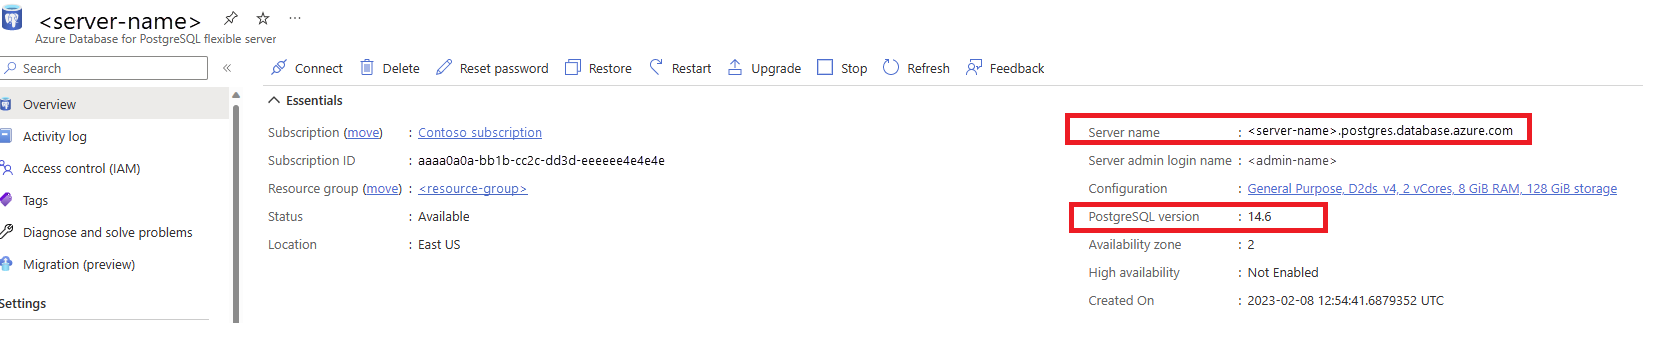 <server-name>
Azure Database for PostgreSQL flexible server
Search
Connect Delete Reset password Restore Restart Upgrade Stop Refresh Feedback
Overview
Activity log
Access control (IAM)
Tags
Diagnose and solve problems
Migration (preview)
Settings
Essentials
Subscription (move) : Contoso subscription
Subscription ID : aaaa0a0a-bb1b-cc2c-dd3d-eeeeee4e4e4e
Resource group (move) : <resource-group>
Status : Available
Location : East US
Server name : <server-name>.postgres.database.azure.com
Server admin login name : <admin-name>
Configuration : General Purpose, D2ds_v4, 2 vCores, 8 GiB RAM, 128 GiB storage
PostgreSQL version : 14.6
Availability zone : 2
High availability : Not Enabled
Created On : 2023-02-08 12:54:41.6879352 UTC